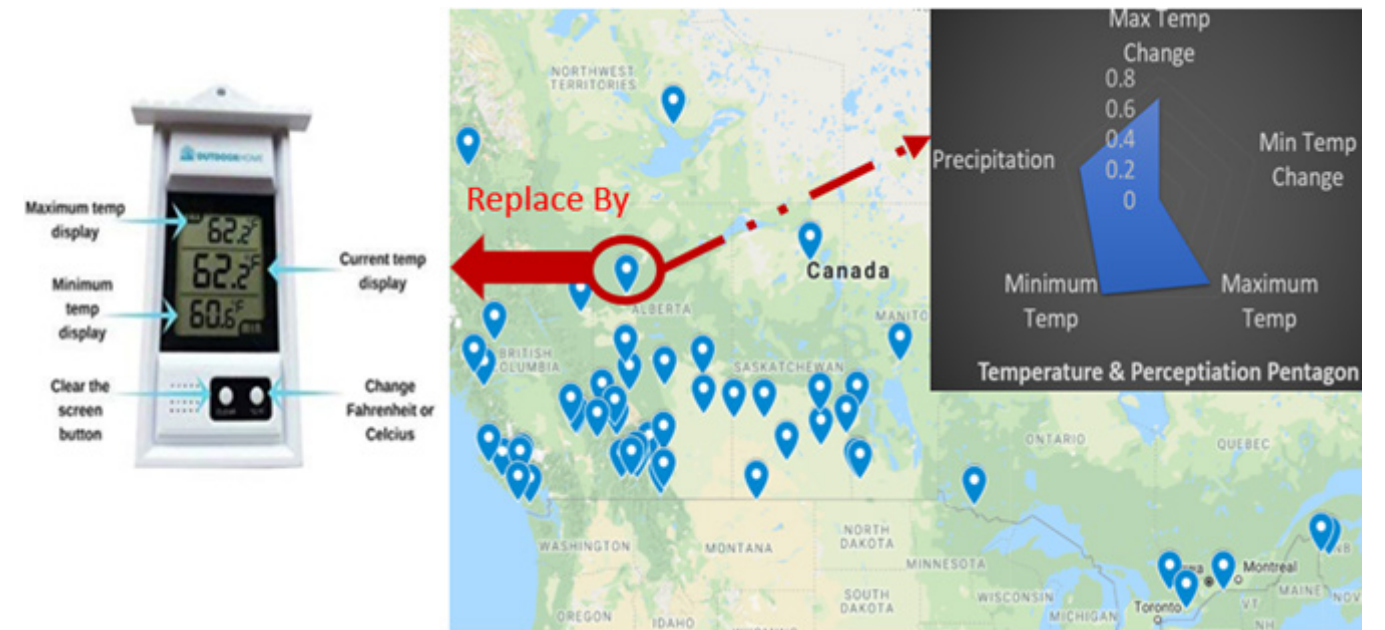 OUTDOORHOME
Maximum temp
display
62.2°F
62.2°F
60.6°F
Current temp
display
Minimum
temp
display
Clear the
screen
button
CLEAR
Change
Fahrenheit or
Celcius
Replace By
NORTHWEST
TERRITORIES
Canada
ALBERTA
MANITO
BRITISH
COLUMBIA
SASKATCHEWAN
ONTARIO
QUEBEC
NB
WASHINGTON
MONTANA
NORTH
DAKOTA
MINNESOTA
SOUTH
DAKOTA
WISCONSIN
MICHIGAN
OREGON
IDAHO
Montreal
Toronto
VT
MAINE
NOV
NH
Max Temp
Change
0.8
0.6
0.4
0.2
0
Precipitation
Min Temp
Change
Minimum
Temp
Maximum
Temp
Temperature & Perceptiation Pentagon